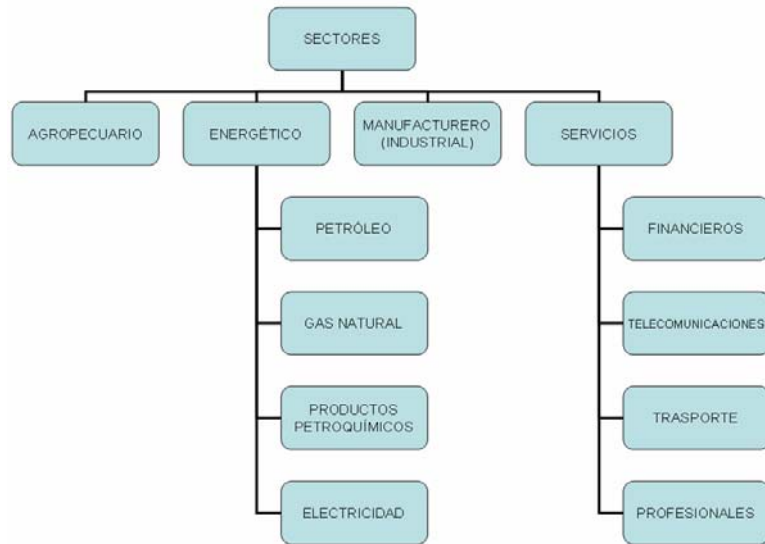 SECTORES
AGROPECUARIO
ENERGÉTICO
MANUFACTURERO
(INDUSTRIAL)
SERVICIOS
PETRÓLEO
FINANCIEROS
GAS NATURAL
TELECOMUNICACIONES
PRODUCTOS
PETROQUÍMICOS
TRASPORTE
ELECTRICIDAD
PROFESIONALES